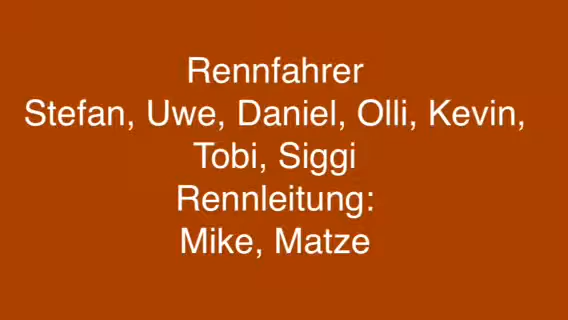 Rennfahrer
Stefan, Uwe, Daniel, Olli, Kevin,
Tobi, Siggi
Rennleitung:
Mike, Matze